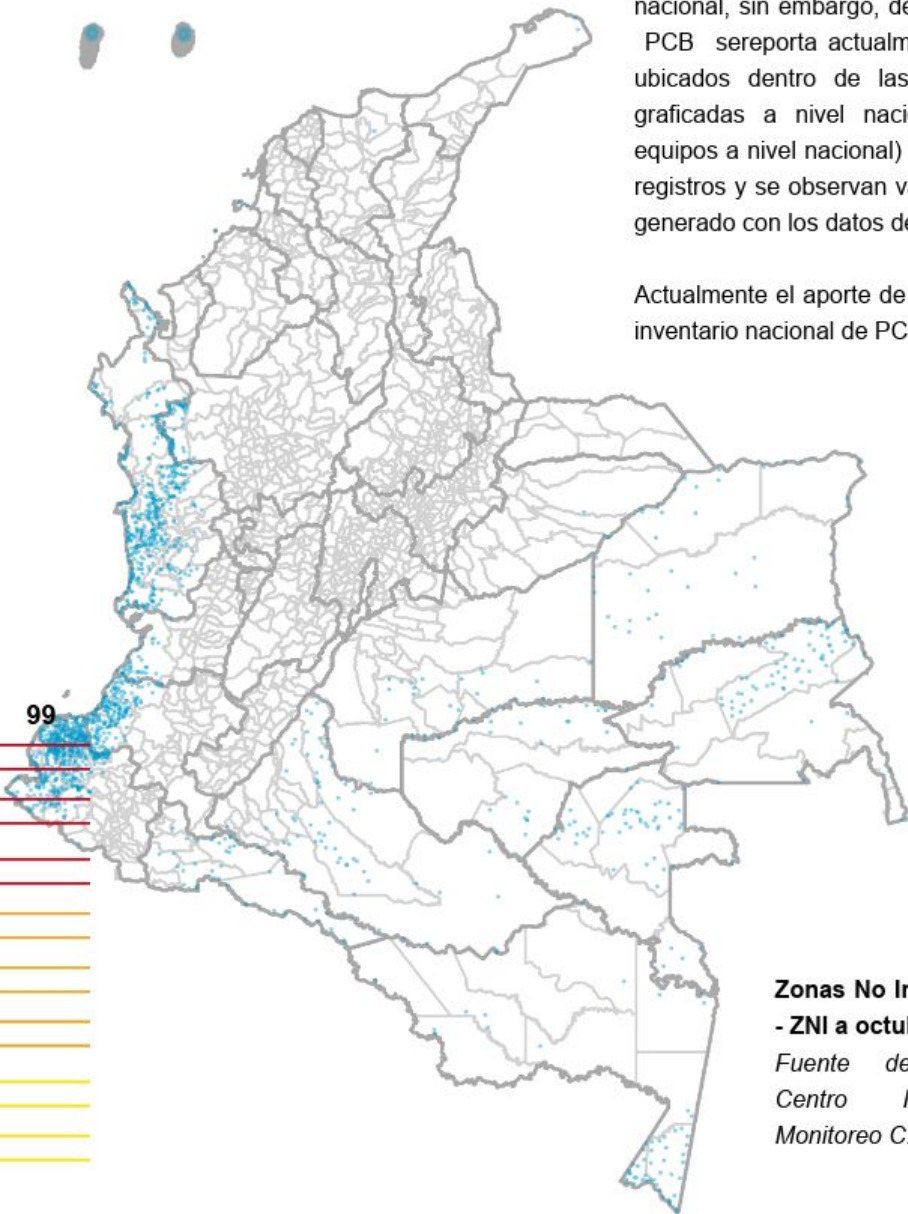 nacional, sin embargo, de
PCB sereporta actualm
ubicados dentro de las
graficadas a nivel naci
equipos a nivel nacional)
registros y se observan v
generado con los datos de
Actualmente el aporte de
inventario nacional de PC
99
Zonas No In
- ZNI a octu
Fuente de
Centro
Monitoreo C